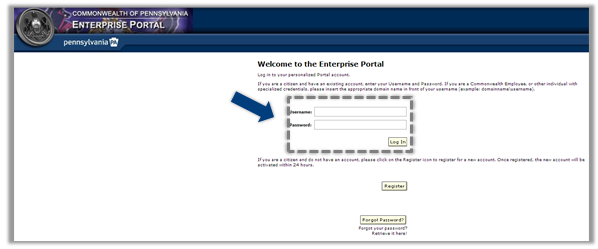 COMMONWEALTH OF PENNSYLVANIA
ENTERPRISE PORTAL
pennsylvania PA
Welcome to the Enterprise Portal
Log in to your personalized Portal account.
If you are a citizen and have an existing account, enter your Username and Password. If you are a Commonwealth Employee, or other individual with
specialized credentials, please insert the appropriate domain name in front of your username (example: domainname\username).
Username:
Password:
Log In
If you are a citizen and do not have an account, please click on the Register icon to register for a new account. Once registered, the new account will be
activated within 24 hours.
Register
Forgot Password?
Forgot your password?
Retrieve it here!